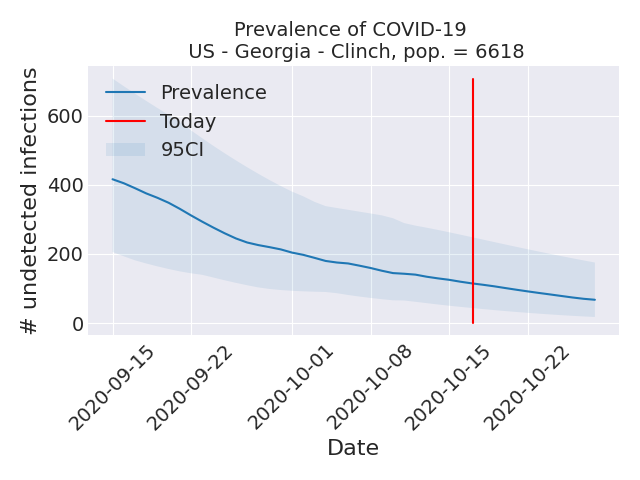 Prevalence of COVID-19
US - Georgia - Clinch, pop. = 6618
# undetected infections
600
400
200
0
Prevalence
Today
95CI
2020-09-15
2020-09-22
2020-10-01
2020-10-08
2020-10-15
2020-10-22
Date